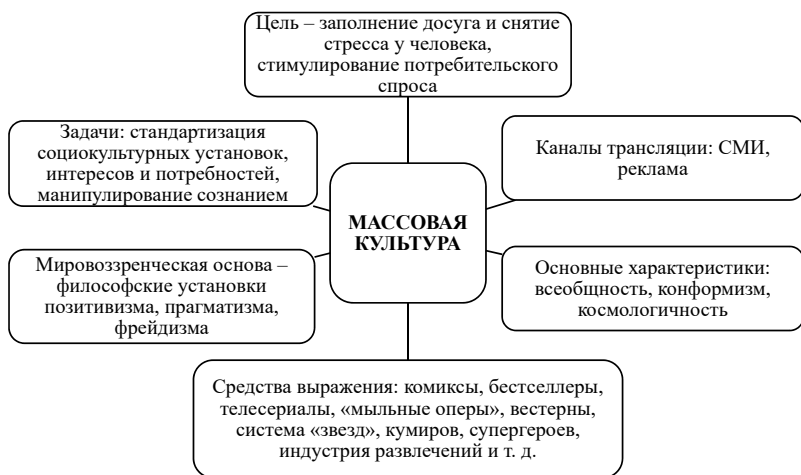 Цель – заполнение досуга и снятие
стресса у человека,
стимулирование потребительского
спроса
Задачи: стандартизация
социокультурных установок,
интересов и потребностей,
манипулирование сознанием
Каналы трансляции: СМИ,
реклама
МАССОВАЯ
КУЛЬТУРА
Мировоззренческая основа –
философские установки
позитивизма, прагматизма,
фрейдизма
Основные характеристики:
всеобщность, конформизм,
космологичность
Средства выражения: комиксы, бестселлеры,
телесериалы, «мыльные оперы», вестерны,
система «звезд», кумиров, супергероев,
индустрия развлечений и т. д.